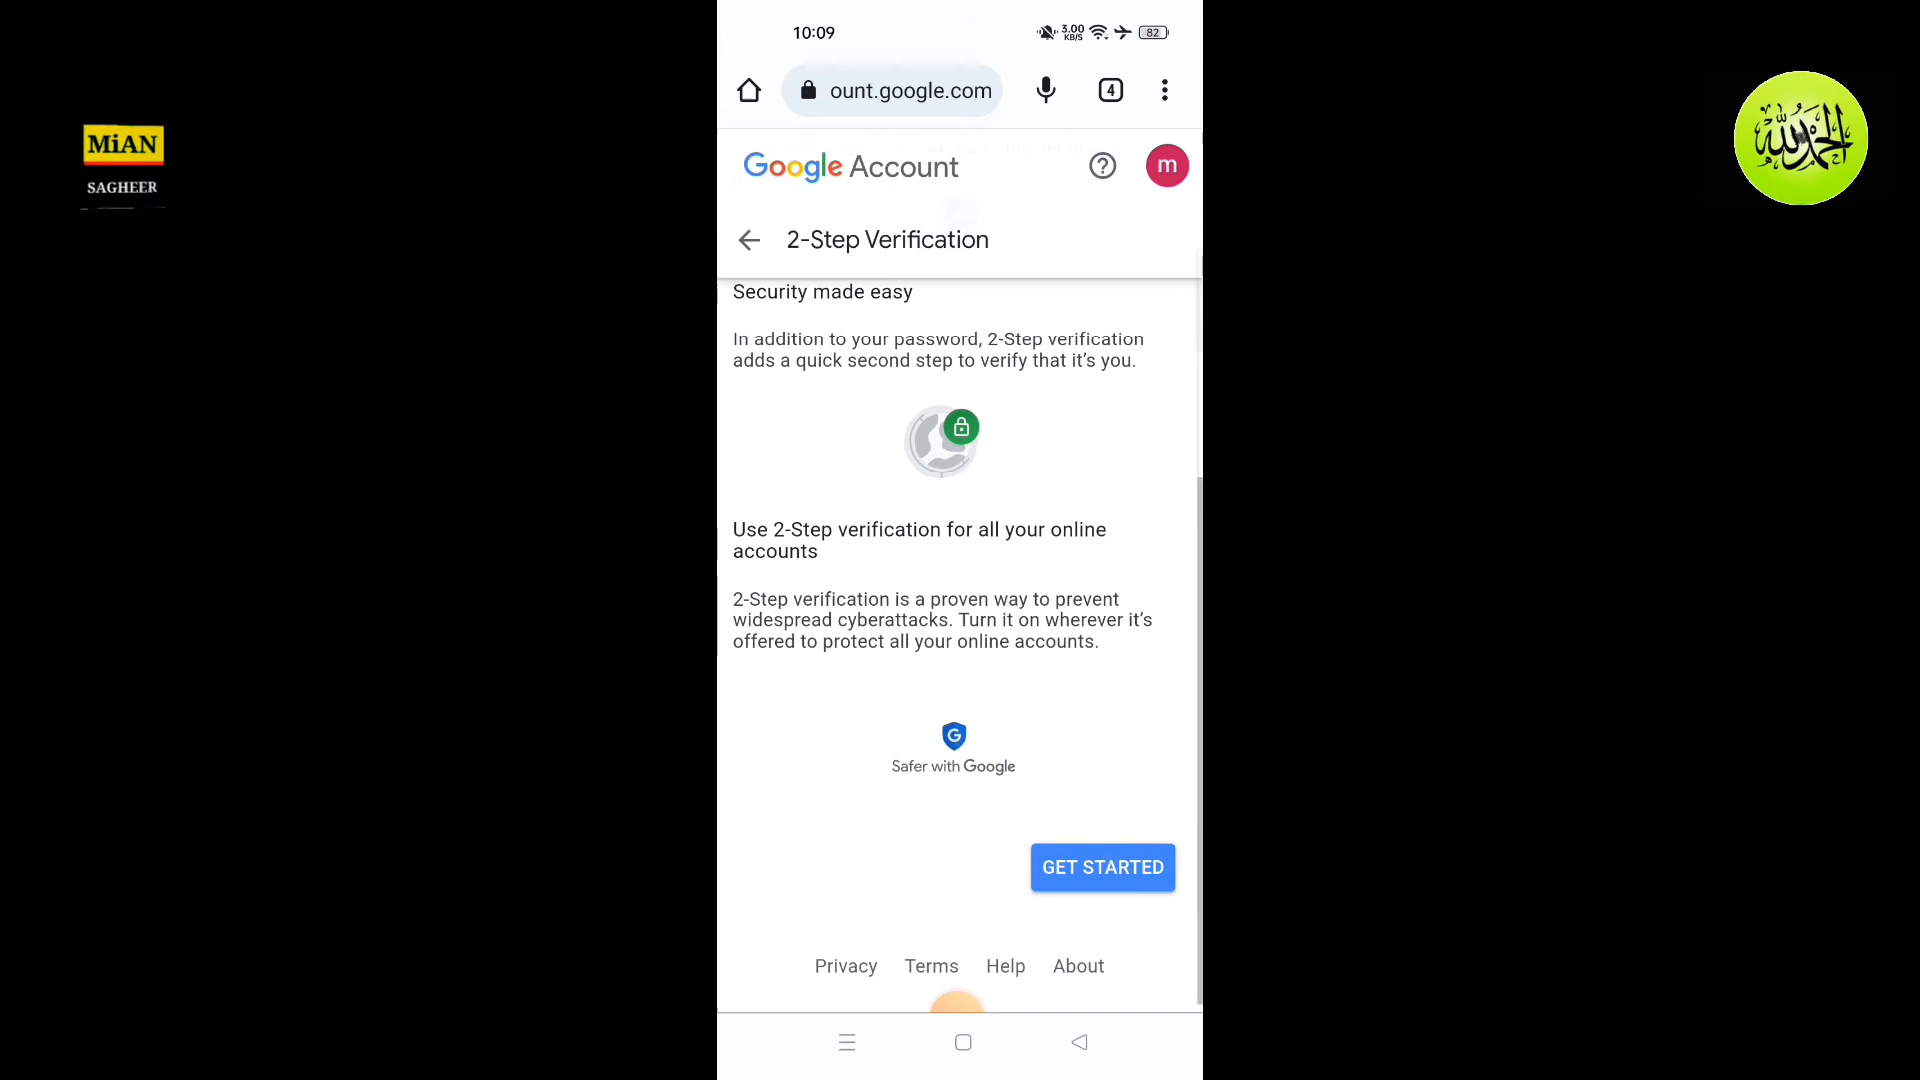 MiAN
SAGHEER
الحمدلله
10:09
3.00
KB/S
82
ount.google.com
4
Google Account
m
2-Step Verification
Security made easy
In addition to your password, 2-Step verification
adds a quick second step to verify that it’s you.
Use 2-Step verification for all your online
accounts
2-Step verification is a proven way to prevent
widespread cyberattacks. Turn it on wherever it’s
offered to protect all your online accounts.
G
Safer with Google
GET STARTED
Privacy Terms Help About